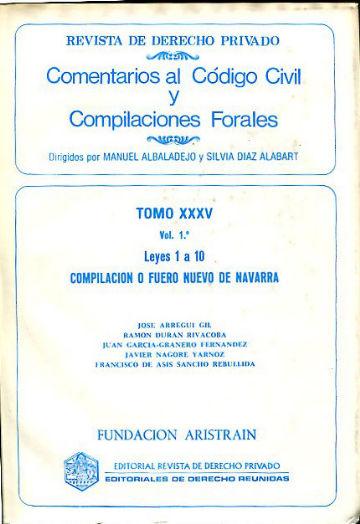 REVISTA DE DERECHO PRIVADO
Comentarios al Código Civil
y
Compilaciones Forales
Dirigidos por MANUEL ALBALADEJO y SILVIA DIAZ ALABART
TOMO XXXV
Vol. 1.º
Leyes 1 a 10
COMPILACION O FUERO NUEVO DE NAVARRA
JOSE ARREGUI GIL
RAMON DURAN RIVACOBA
JUAN GARCIA-GRANERO FERNANDEZ
JAVIER NAGORE YARNOZ
FRANCISCO DE ASIS SANCHO REBULLIDA
FUNDACION ARISTRAIN
EDITORIAL REVISTA DE DERECHO PRIVADO
EDITORIALES DE DERECHO REUNIDAS